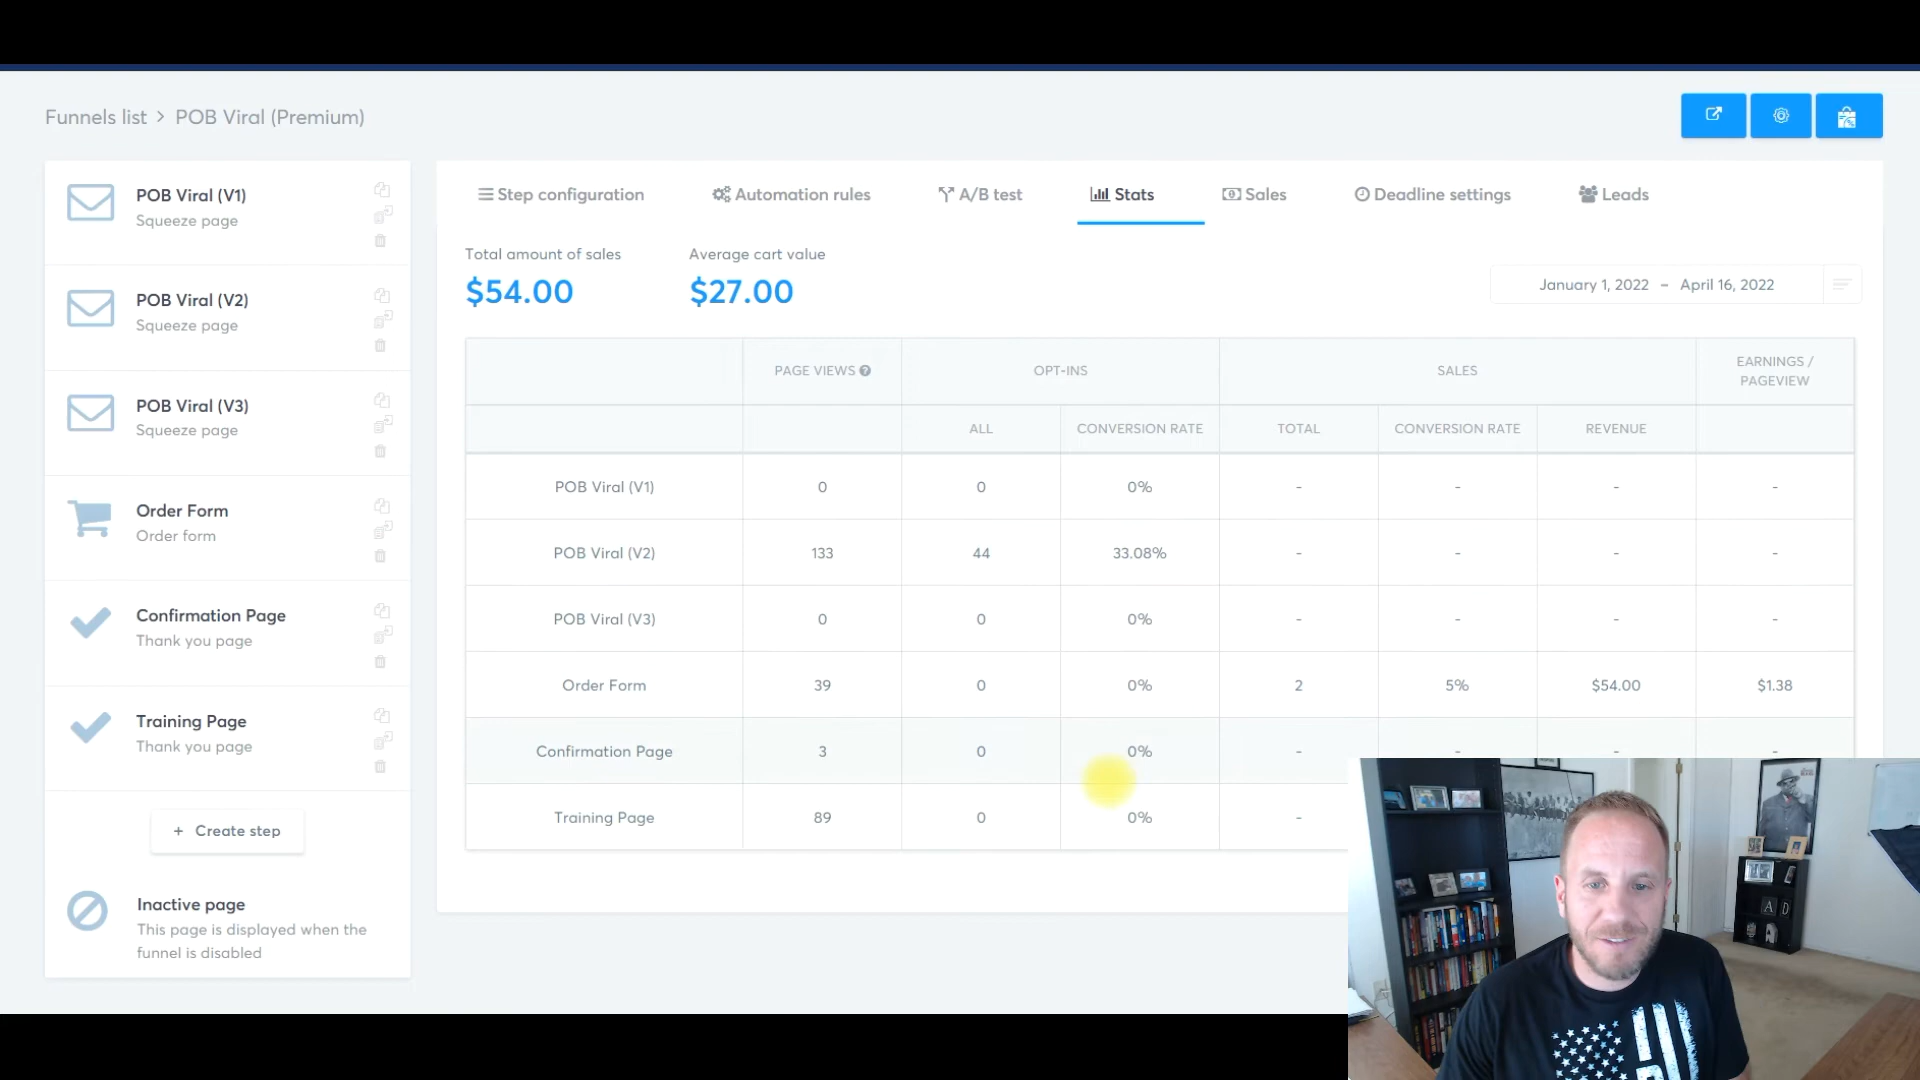 Funnels list > POB Viral (Premium)
POB Viral (V1)
Squeeze page
POB Viral (V2)
Squeeze page
POB Viral (V3)
Squeeze page
Order Form
Order form
Confirmation Page
Thank you page
Training Page
Thank you page
+ Create step
Inactive page
This page is displayed when the
funnel is disabled
Step configuration Automation rules A/B test Stats Sales Deadline settings Leads
Total amount of sales Average cart value
$54.00 $27.00
January 1, 2022 – April 16, 2022
PAGE VIEWS ? OPT-INS SALES EARNINGS /
PAGEVIEW
ALL CONVERSION RATE TOTAL CONVERSION RATE REVENUE
POB Viral (V1) 0 0 0% - - - -
POB Viral (V2) 133 44 33.08% - - - -
POB Viral (V3) 0 0 0% - - - -
Order Form 39 0 0% 2 5% $54.00 $1.38
Confirmation Page 3 0 0% - - - -
Training Page 89 0 0% -
A D